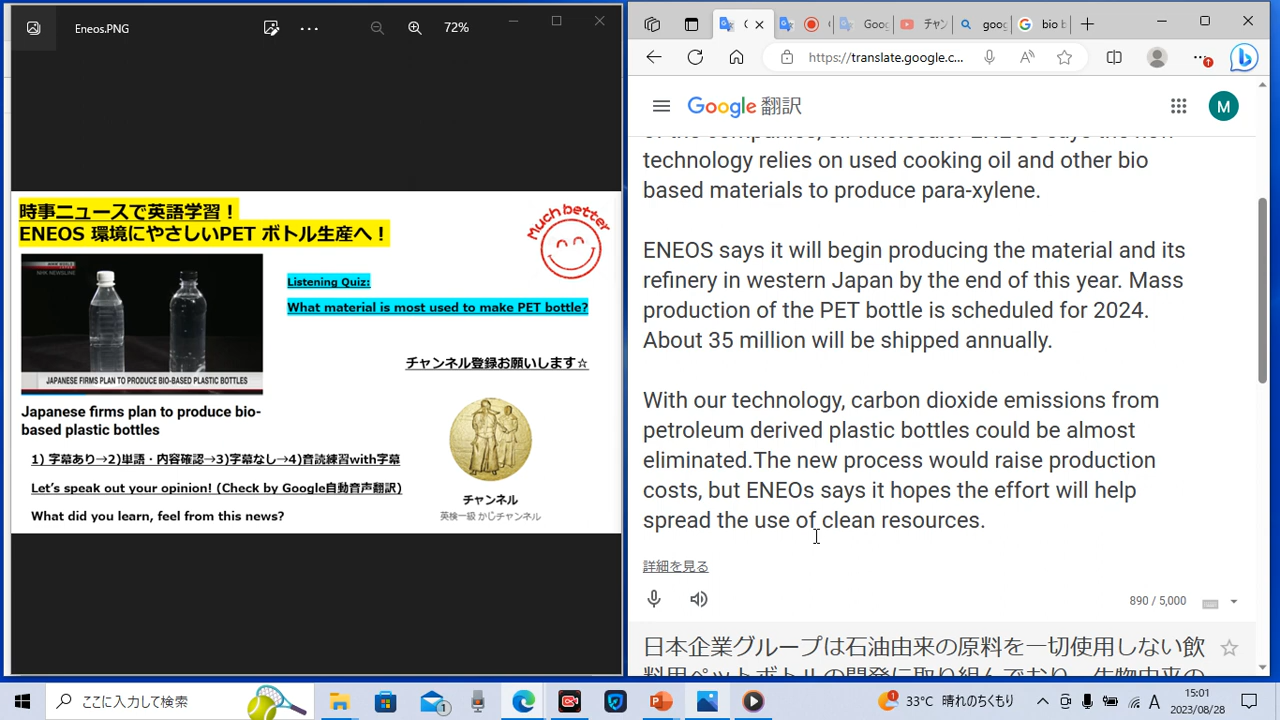 Eneos.PNG
72%
時事ニュースで英語学習！
ENEOS 環境にやさしいPET ボトル生産へ！
Much better
NHK WORLD
NHK NEWSLINE
Listening Quiz:
What material is most used to make PET bottle?
JAPANESE FIRMS PLAN TO PRODUCE BIO-BASED PLASTIC BOTTLES
チャンネル登録お願いします☆
Japanese firms plan to produce bio-
based plastic bottles
1) 字幕あり→2)単語・内容確認→3)字幕なし→4)音読練習with字幕
Let's speak out your opinion! (Check by Google自動音声翻訳)
What did you learn, feel from this news?
チャンネル
英検一級 かじチャンネル
Goog
チャン
goog
bio b
https://translate.google.c...
Google 翻訳
M
technology relies on used cooking oil and other bio
based materials to produce para-xylene.
ENEOS says it will begin producing the material and its
refinery in western Japan by the end of this year. Mass
production of the PET bottle is scheduled for 2024.
About 35 million will be shipped annually.
With our technology, carbon dioxide emissions from
petroleum derived plastic bottles could be almost
eliminated.The new process would raise production
costs, but ENEOs says it hopes the effort will help
spread the use of clean resources.
詳細を見る
890 / 5,000
日本企業グループは石油由来の原料を一切使用しない飲
ここに入力して検索
1
1
33°C 晴れのちくもり
A
15:01
2023/08/28